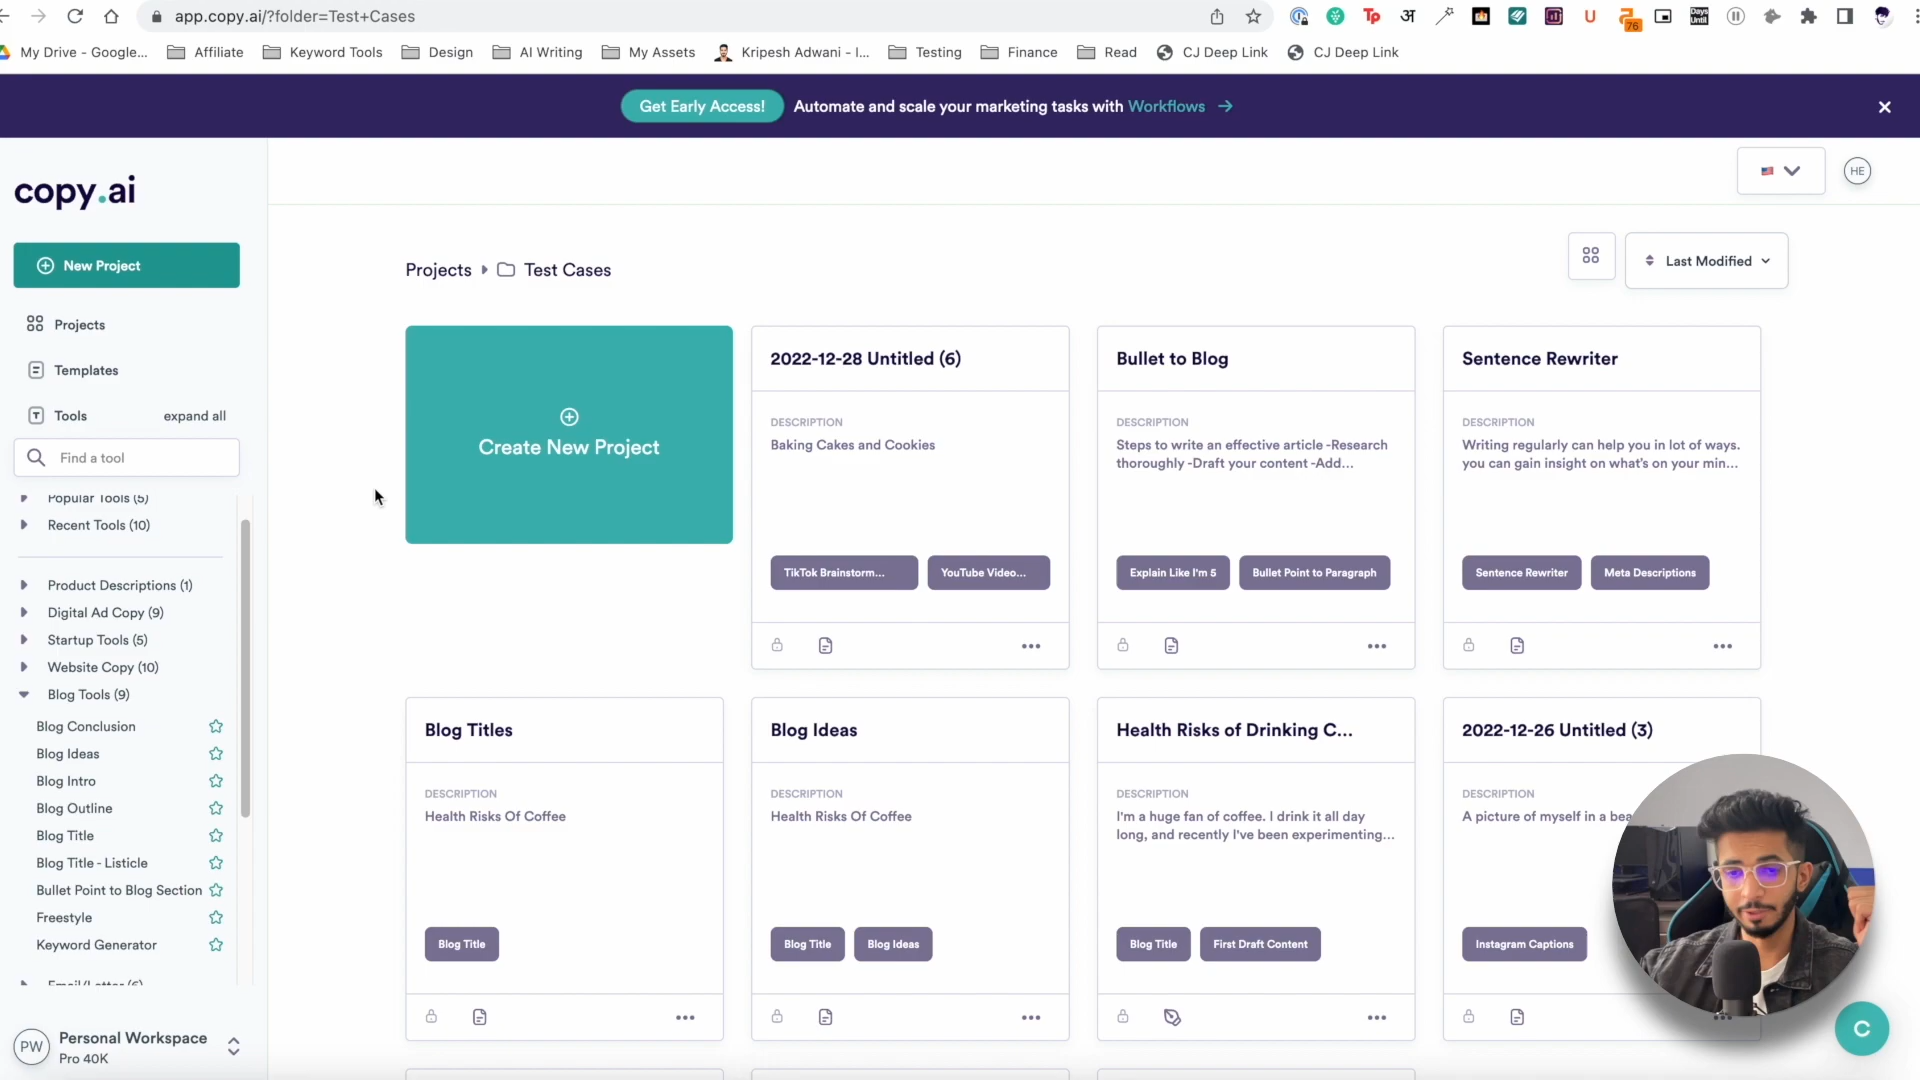 app.copy.ai/?folder=Test+Cases
76
My Drive - Google...
Affiliate
Keyword Tools
Design
AI Writing
My Assets
Kripesh Adwani - I...
Testing
Finance
Read
CJ Deep Link
CJ Deep Link
Get Early Access!
Automate and scale your marketing tasks with Workflows →
copy.ai
HE
New Project
Projects
Templates
Tools
expand all
Find a tool
Popular Tools (5)
Recent Tools (10)
Product Descriptions (1)
Digital Ad Copy (9)
Startup Tools (5)
Website Copy (10)
Blog Tools (9)
Blog Conclusion
Blog Ideas
Blog Intro
Blog Outline
Blog Title
Blog Title - Listicle
Bullet Point to Blog Section
Freestyle
Keyword Generator
Email/Letter (6)
PW
Personal Workspace
Pro 40K
Projects
Test Cases
Last Modified
Create New Project
2022-12-28 Untitled (6)
DESCRIPTION
Baking Cakes and Cookies
TikTok Brainstorm...
YouTube Video...
Bullet to Blog
DESCRIPTION
Steps to write an effective article -Research
thoroughly -Draft your content -Add...
Explain Like I'm 5
Bullet Point to Paragraph
Sentence Rewriter
DESCRIPTION
Writing regularly can help you in lot of ways.
you can gain insight on what's on your min...
Sentence Rewriter
Meta Descriptions
Blog Titles
DESCRIPTION
Health Risks Of Coffee
Blog Title
Blog Ideas
DESCRIPTION
Health Risks Of Coffee
Blog Title
Blog Ideas
Health Risks of Drinking C...
DESCRIPTION
I'm a huge fan of coffee. I drink it all day
long, and recently I've been experimenting...
Blog Title
First Draft Content
2022-12-26 Untitled (3)
DESCRIPTION
A picture of myself in a
Instagram Captions
C